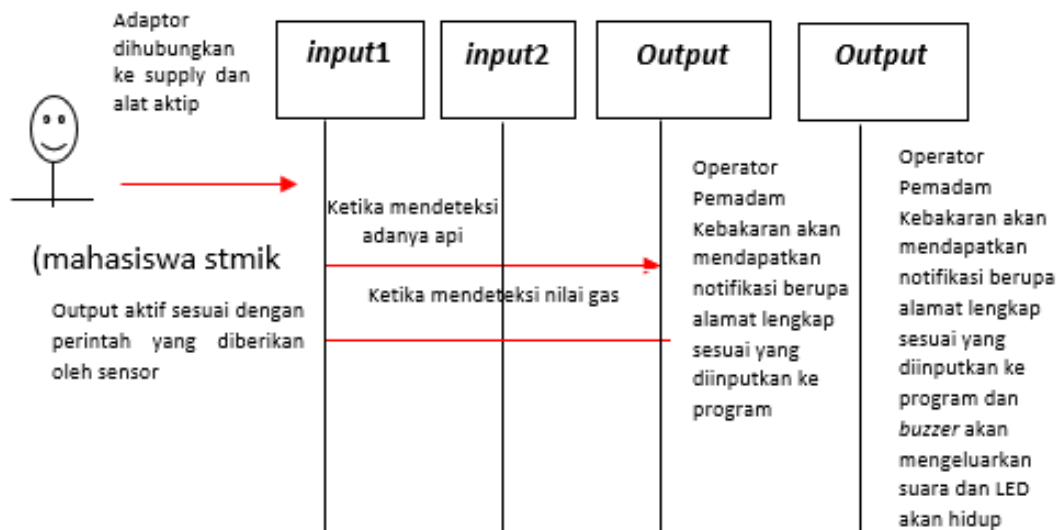 Adaptor
dihubungkan
ke supply dan
alat aktip
input1
input2
Output
Output
(mahasiswa stmik
Output aktif sesuai dengan
perintah yang diberikan
oleh sensor
Ketika mendeteksi
adanya api
Ketika mendeteksi nilai gas
Operator
Pemadam
Kebakaran akan
mendapatkan
notifikasi berupa
alamat lengkap
sesuai yang
diinputkan ke
program
Operator
Pemadam
Kebakaran akan
mendapatkan
notifikasi berupa
alamat lengkap
sesuai yang
diinputkan ke
program dan
buzzer akan
mengeluarkan
suara dan LED
akan hidup